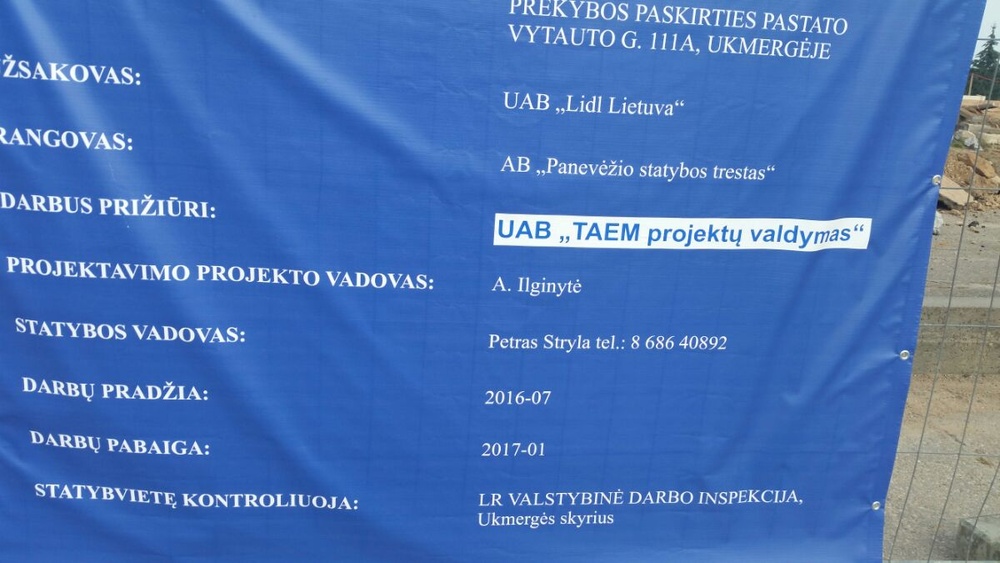 PREKYBOS PASKIRTIES PASTATO
VYTAUTO G. 111A, UKMERGĖJE
UŽSAKOVAS: UAB „Lidl Lietuva“
RANGOVAS: AB „Panevėžio statybos trestas“
DARBUS PRIŽIŪRI: UAB „TAEM projektų valdymas“
PROJEKTAVIMO PROJEKTO VADOVAS: A. Ilginytė
STATYBOS VADOVAS: Petras Stryla tel.: 8 686 40892
DARBŲ PRADŽIA: 2016-07
DARBŲ PABAIGA: 2017-01
STATYBVIETĘ KONTROLIUOJA: LR VALSTYBINĖ DARBO INSPEKCIJA,
Ukmergės skyrius